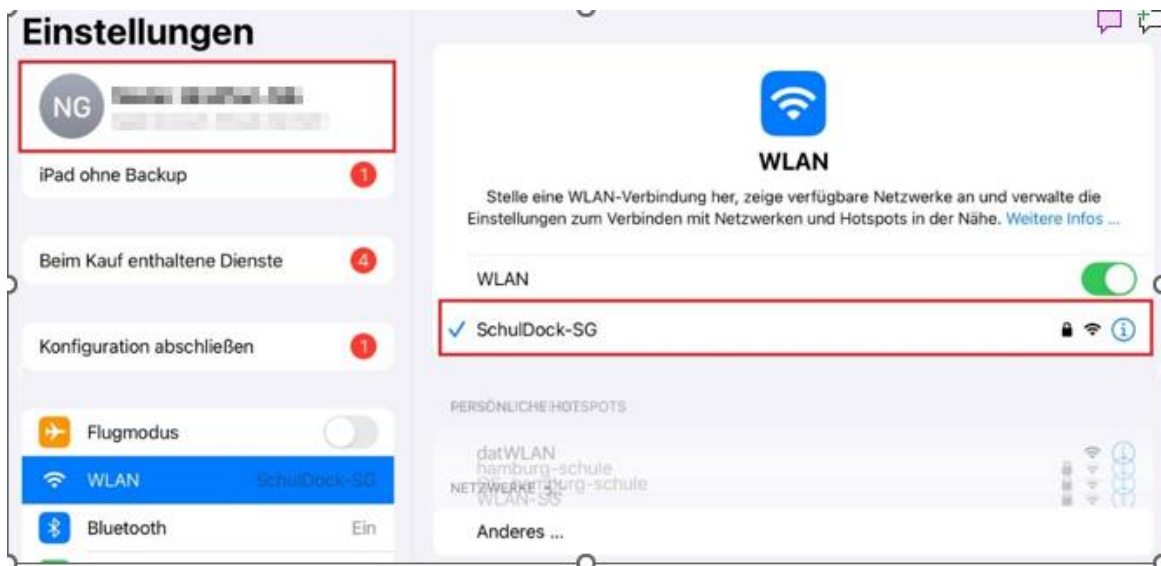 Einstellungen
NG
iPad ohne Backup 1
Beim Kauf enthaltene Dienste 4
Konfiguration abschließen 1
Flugmodus
WLAN SchulDock-SG
Bluetooth Ein
WLAN
Stelle eine WLAN-Verbindung her, zeige verfügbare Netzwerke an und verwalte die
Einstellungen zum Verbinden mit Netzwerken und Hotspots in der Nähe. Weitere Infos ...
WLAN
SchulDock-SG
PERSÖNLICHE HOTSPOTS
datWLAN
hamburg-schule
NETZWERKE
WLAN-SG
Anderes ...